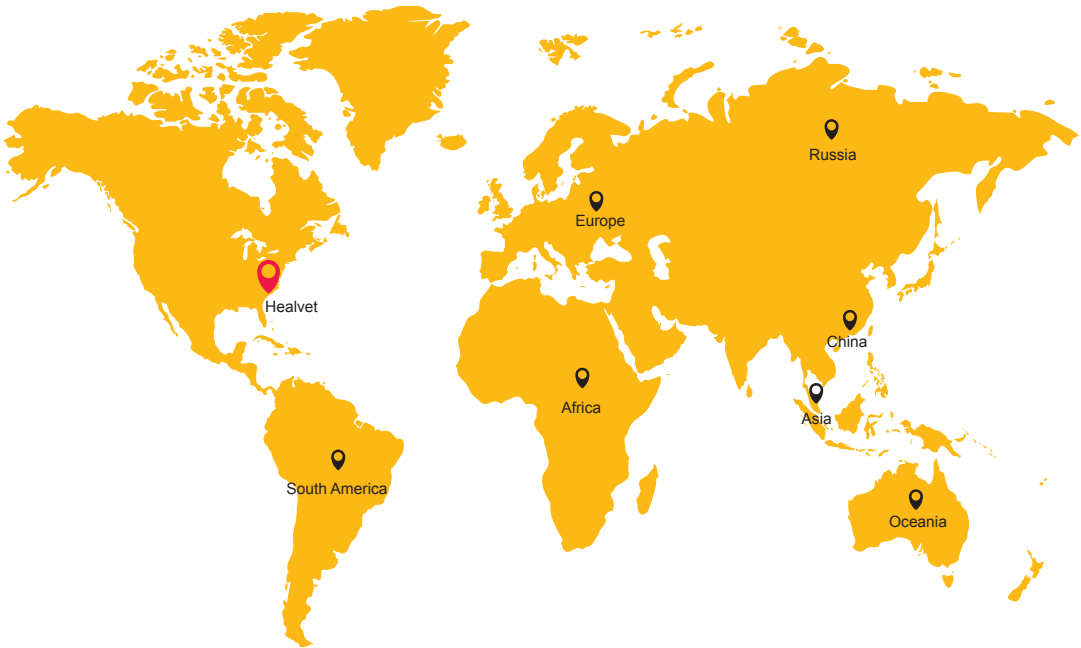 Russia
Europe
Healvet
China
Africa
Asia
South America
Oceania